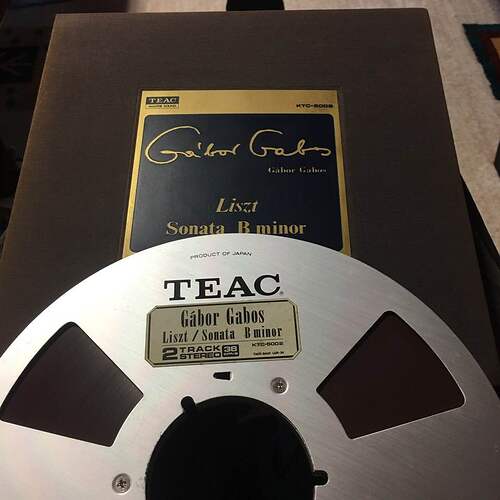 TEAC
KTC-5002
Gábor Gabos
Gábor Gabos
Liszt
Sonata B minor
PRODUCT OF JAPAN
TEAC
Gábor Gabos
Liszt / Sonata B minor
2 TRACK STEREO 38
KTC-5002